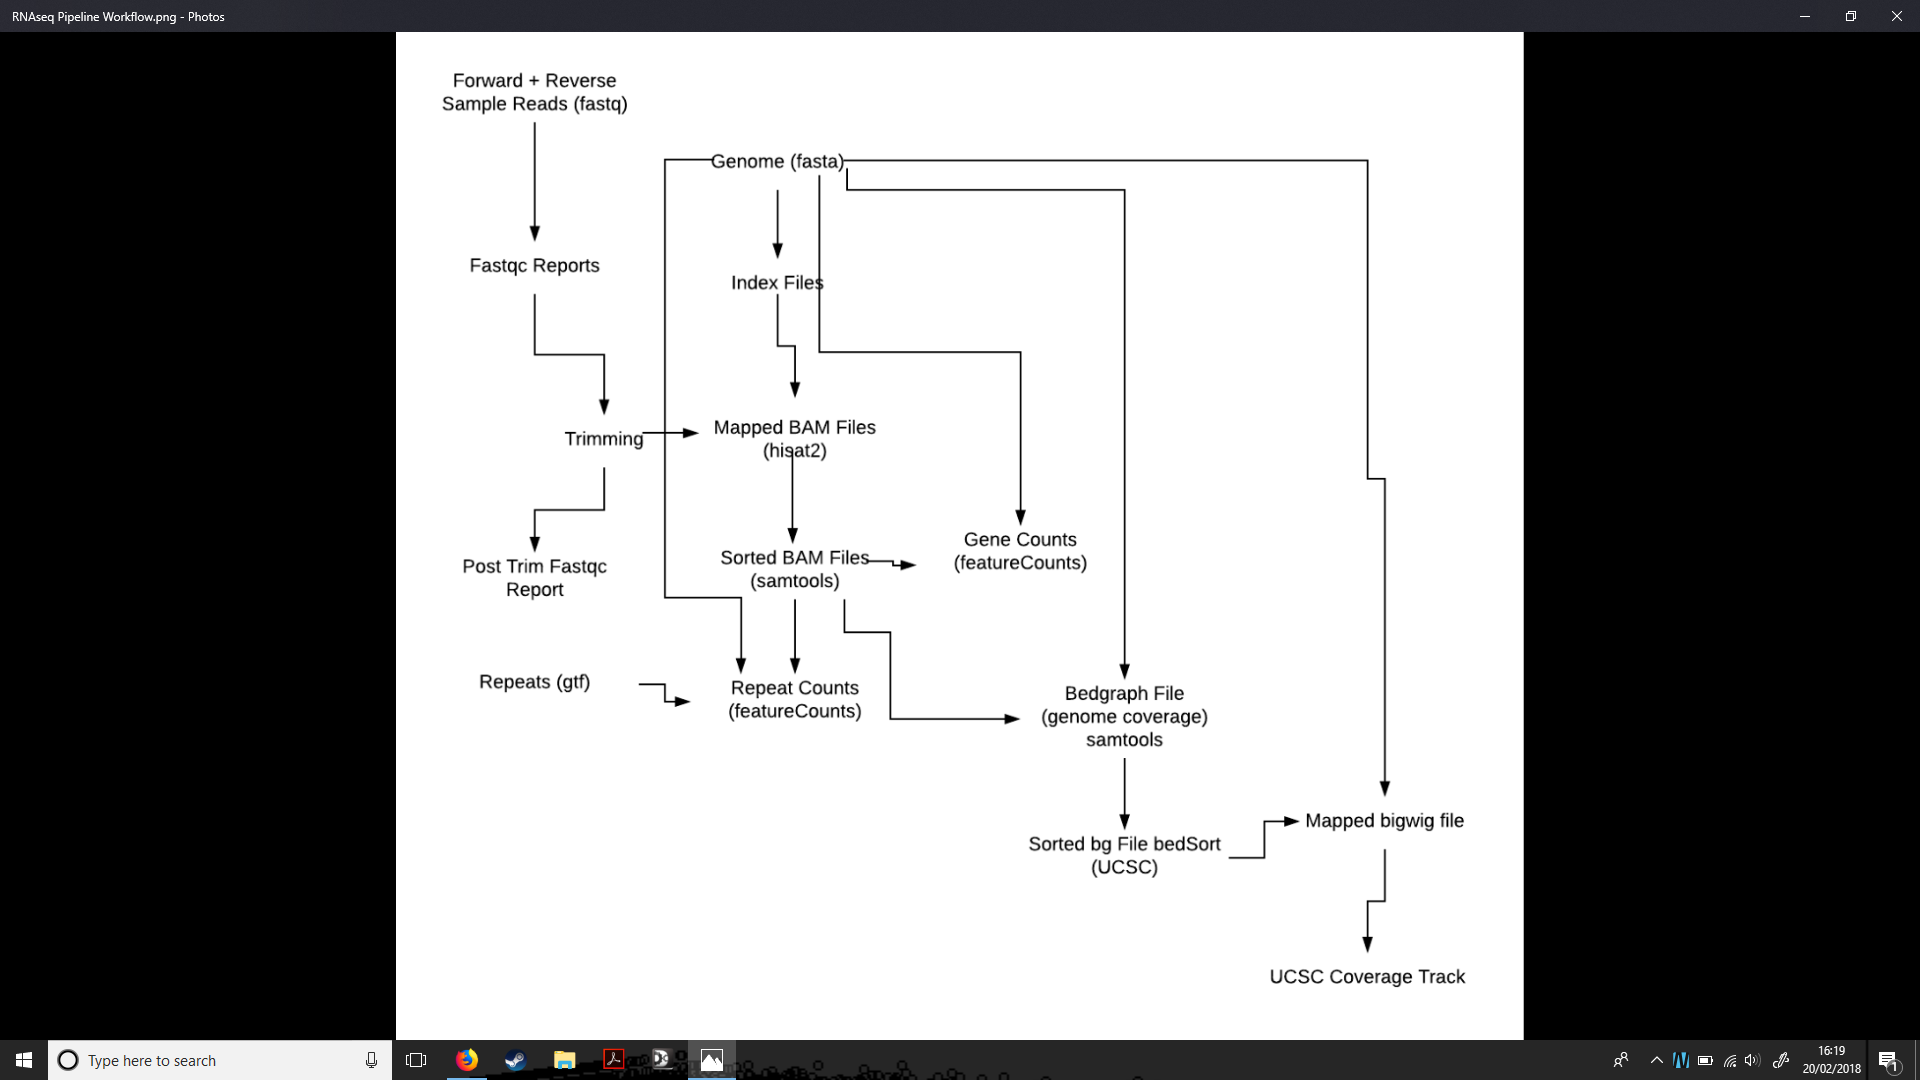 RNAseq Pipeline Workflow.png - Photos
Forward + Reverse
Sample Reads (fastq)
Genome (fasta)
Fastqc Reports
Index Files
Trimming
Mapped BAM Files
(hisat2)
Gene Counts
(featureCounts)
Sorted BAM Files
(samtools)
Post Trim Fastqc
Report
Repeats (gtf)
Repeat Counts
(featureCounts)
Bedgraph File
(genome coverage)
samtools
Mapped bigwig file
Sorted bg File bedSort
(UCSC)
UCSC Coverage Track
Type here to search
16:19
20/02/2018
1